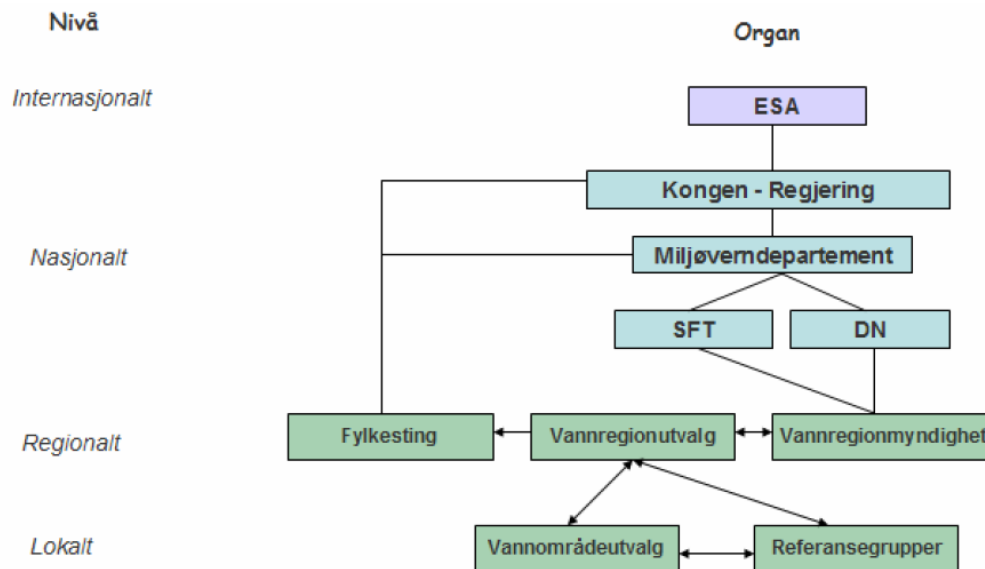 Nivå
Organ
Internasjonalt
ESA
Kongen - Regjering
Nasjonalt
Miljøverndepartement
SFT
DN
Regionalt
Fylkesting
Vannregionutvalg
Vannregionmyndighet
Lokalt
Vannområdeutvalg
Referansegrupper